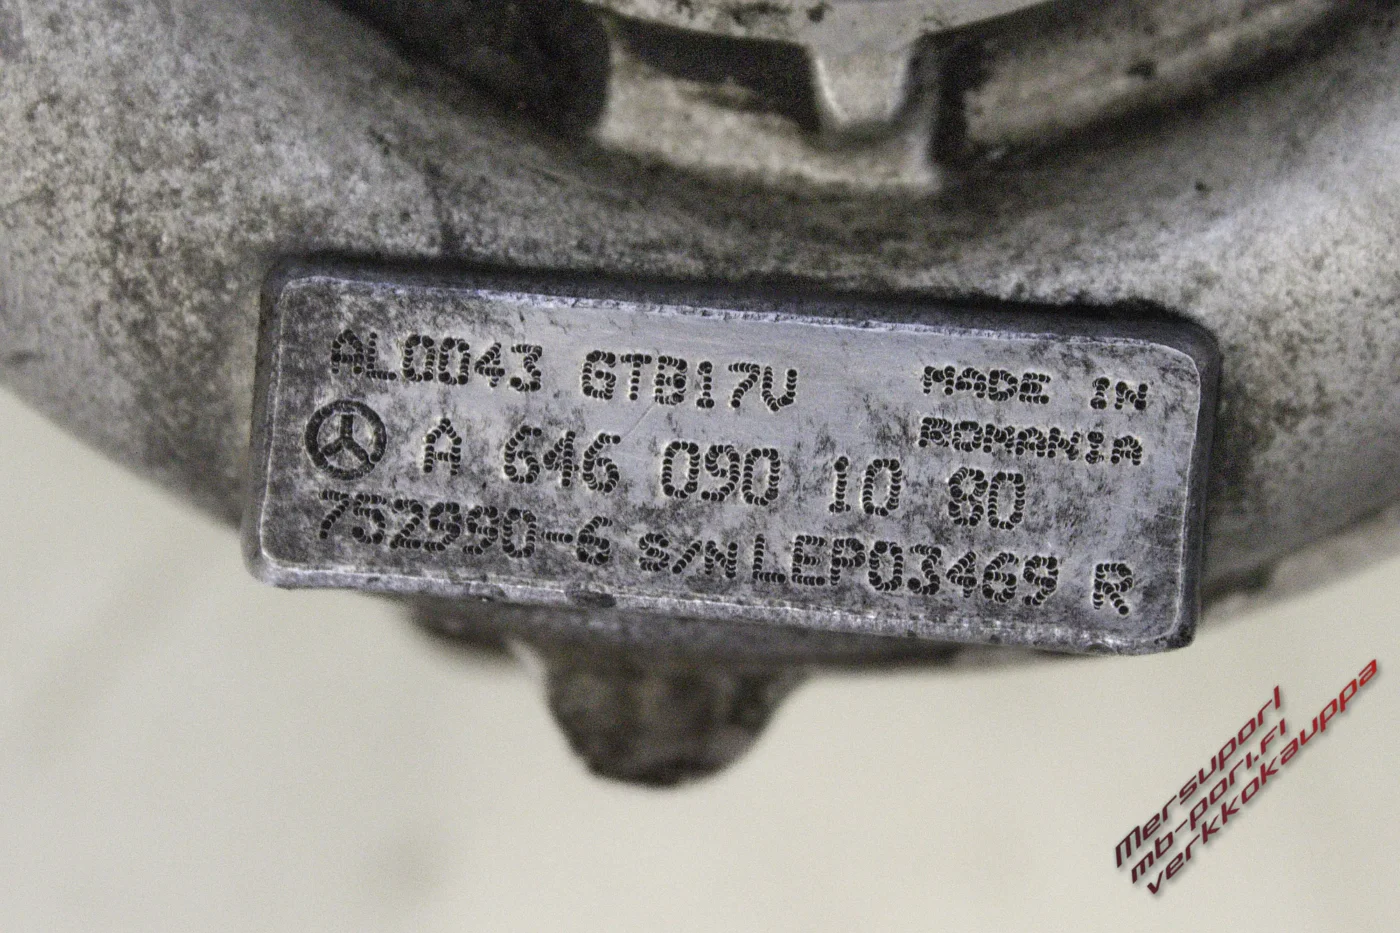 AL0043 GTB17V MADE IN
ROMANIA
A 646 090 10 80
752990-6 S/N LEP03469 R
Mersupori
mb-pori.fi
verkkokauppa